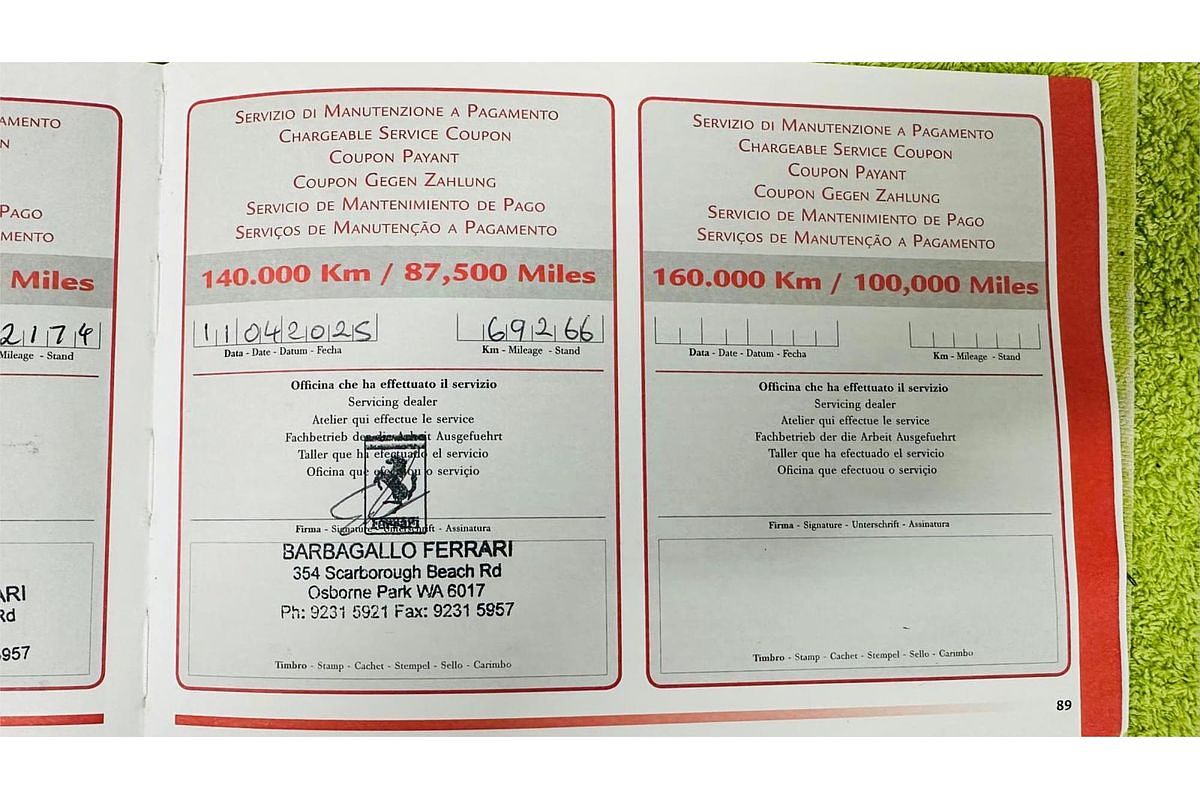 AMENTO
N
PAGO
MENTO
Miles
2174
Mileage - Stand
ARI
Rd
5957
SERVIZIO DI MANUTENZIONE A PAGAMENTO
CHARGEABLE SERVICE COUPON
COUPON PAYANT
COUPON GEGEN ZAHLUNG
SERVICIO DE MANTENIMIENTO DE PAGO
SERVIÇOS DE MANUTENÇÃO A PAGAMENTO
140.000 Km / 87,500 Miles
11042025 69266
Data - Date - Datum - Fecha Km - Mileage - Stand
Officina che ha effettuato il servizio
Servicing dealer
Atelier qui effectue le service
Fachbetrieb der die Arbeit Ausgefuehrt
Taller que ha efectuado el servicio
Oficina que efectuou o serviçio
Ferrari
Firma - Signature - Unterschrift - Assinatura
BARBAGALLO FERRARI
354 Scarborough Beach Rd
Osborne Park WA 6017
Ph: 9231 5921 Fax: 9231 5957
Timbro - Stamp - Cachet - Stempel - Sello - Carimbo
SERVIZIO DI MANUTENZIONE A PAGAMENTO
CHARGEABLE SERVICE COUPON
COUPON PAYANT
COUPON GEGEN ZAHLUNG
SERVICIO DE MANTENIMIENTO DE PAGO
SERVIÇOS DE MANUTENÇÃO A PAGAMENTO
160.000 Km / 100,000 Miles
Data - Date - Datum - Fecha Km - Mileage - Stand
Officina che ha effettuato il servizio
Servicing dealer
Atelier qui effectue le service
Fachbetrieb der die Arbeit Ausgefuehrt
Taller que ha efectuado el servicio
Oficina que efectuou o serviçio
Firma - Signature - Unterschrift - Assinatura
Timbro - Stamp - Cachet - Stempel - Sello - Carimbo
89